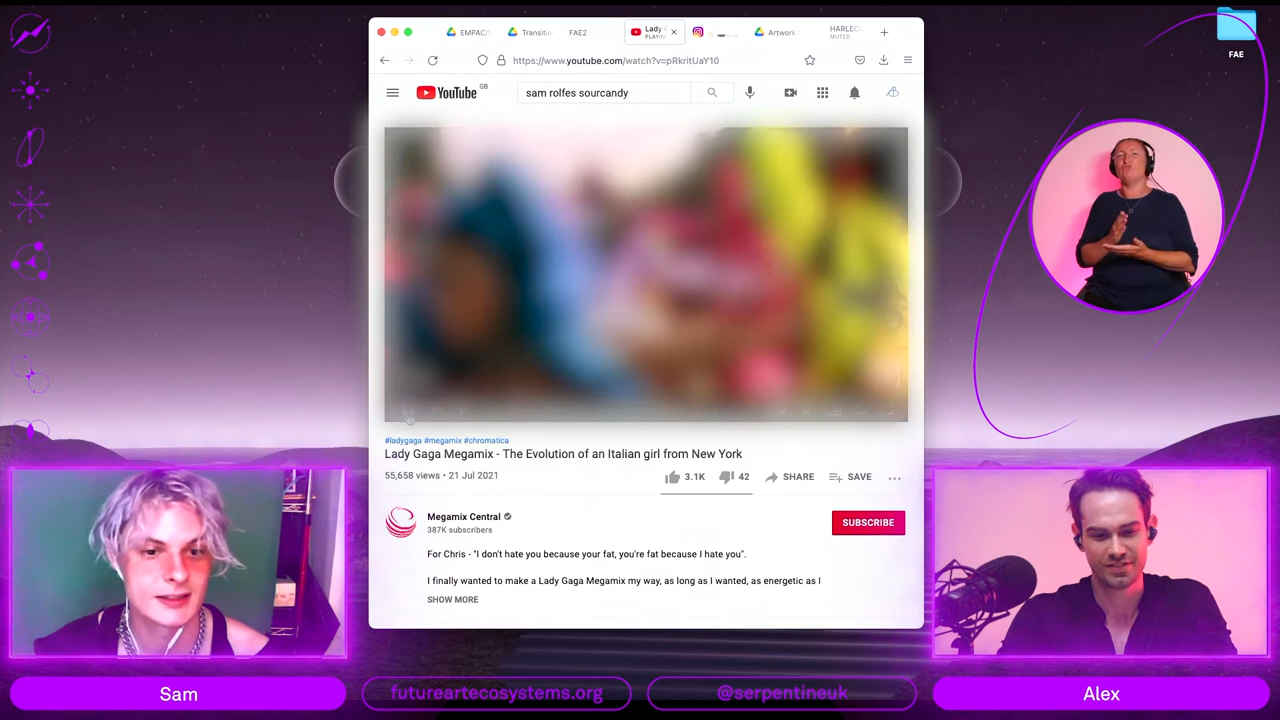 EMPAC/
Transitio
FAE2
Lady G
PLAYIN
Artwork
HARLEC
MUTED
FAE
https://www.youtube.com/watch?v=pRkritUaY10
YouTube GB
sam rolfes sourcandy
#ladygaga #megamix #chromatica
Lady Gaga Megamix - The Evolution of an Italian girl from New York
55,658 views • 21 Jul 2021
3.1K
42
SHARE
SAVE
Megamix Central
387K subscribers
SUBSCRIBE
For Chris - "I don't hate you because your fat, you're fat because I hate you".
I finally wanted to make a Lady Gaga Megamix my way, as long as I wanted, as energetic as I
SHOW MORE
Sam
futureartecosystems.org
@serpentineuk
Alex